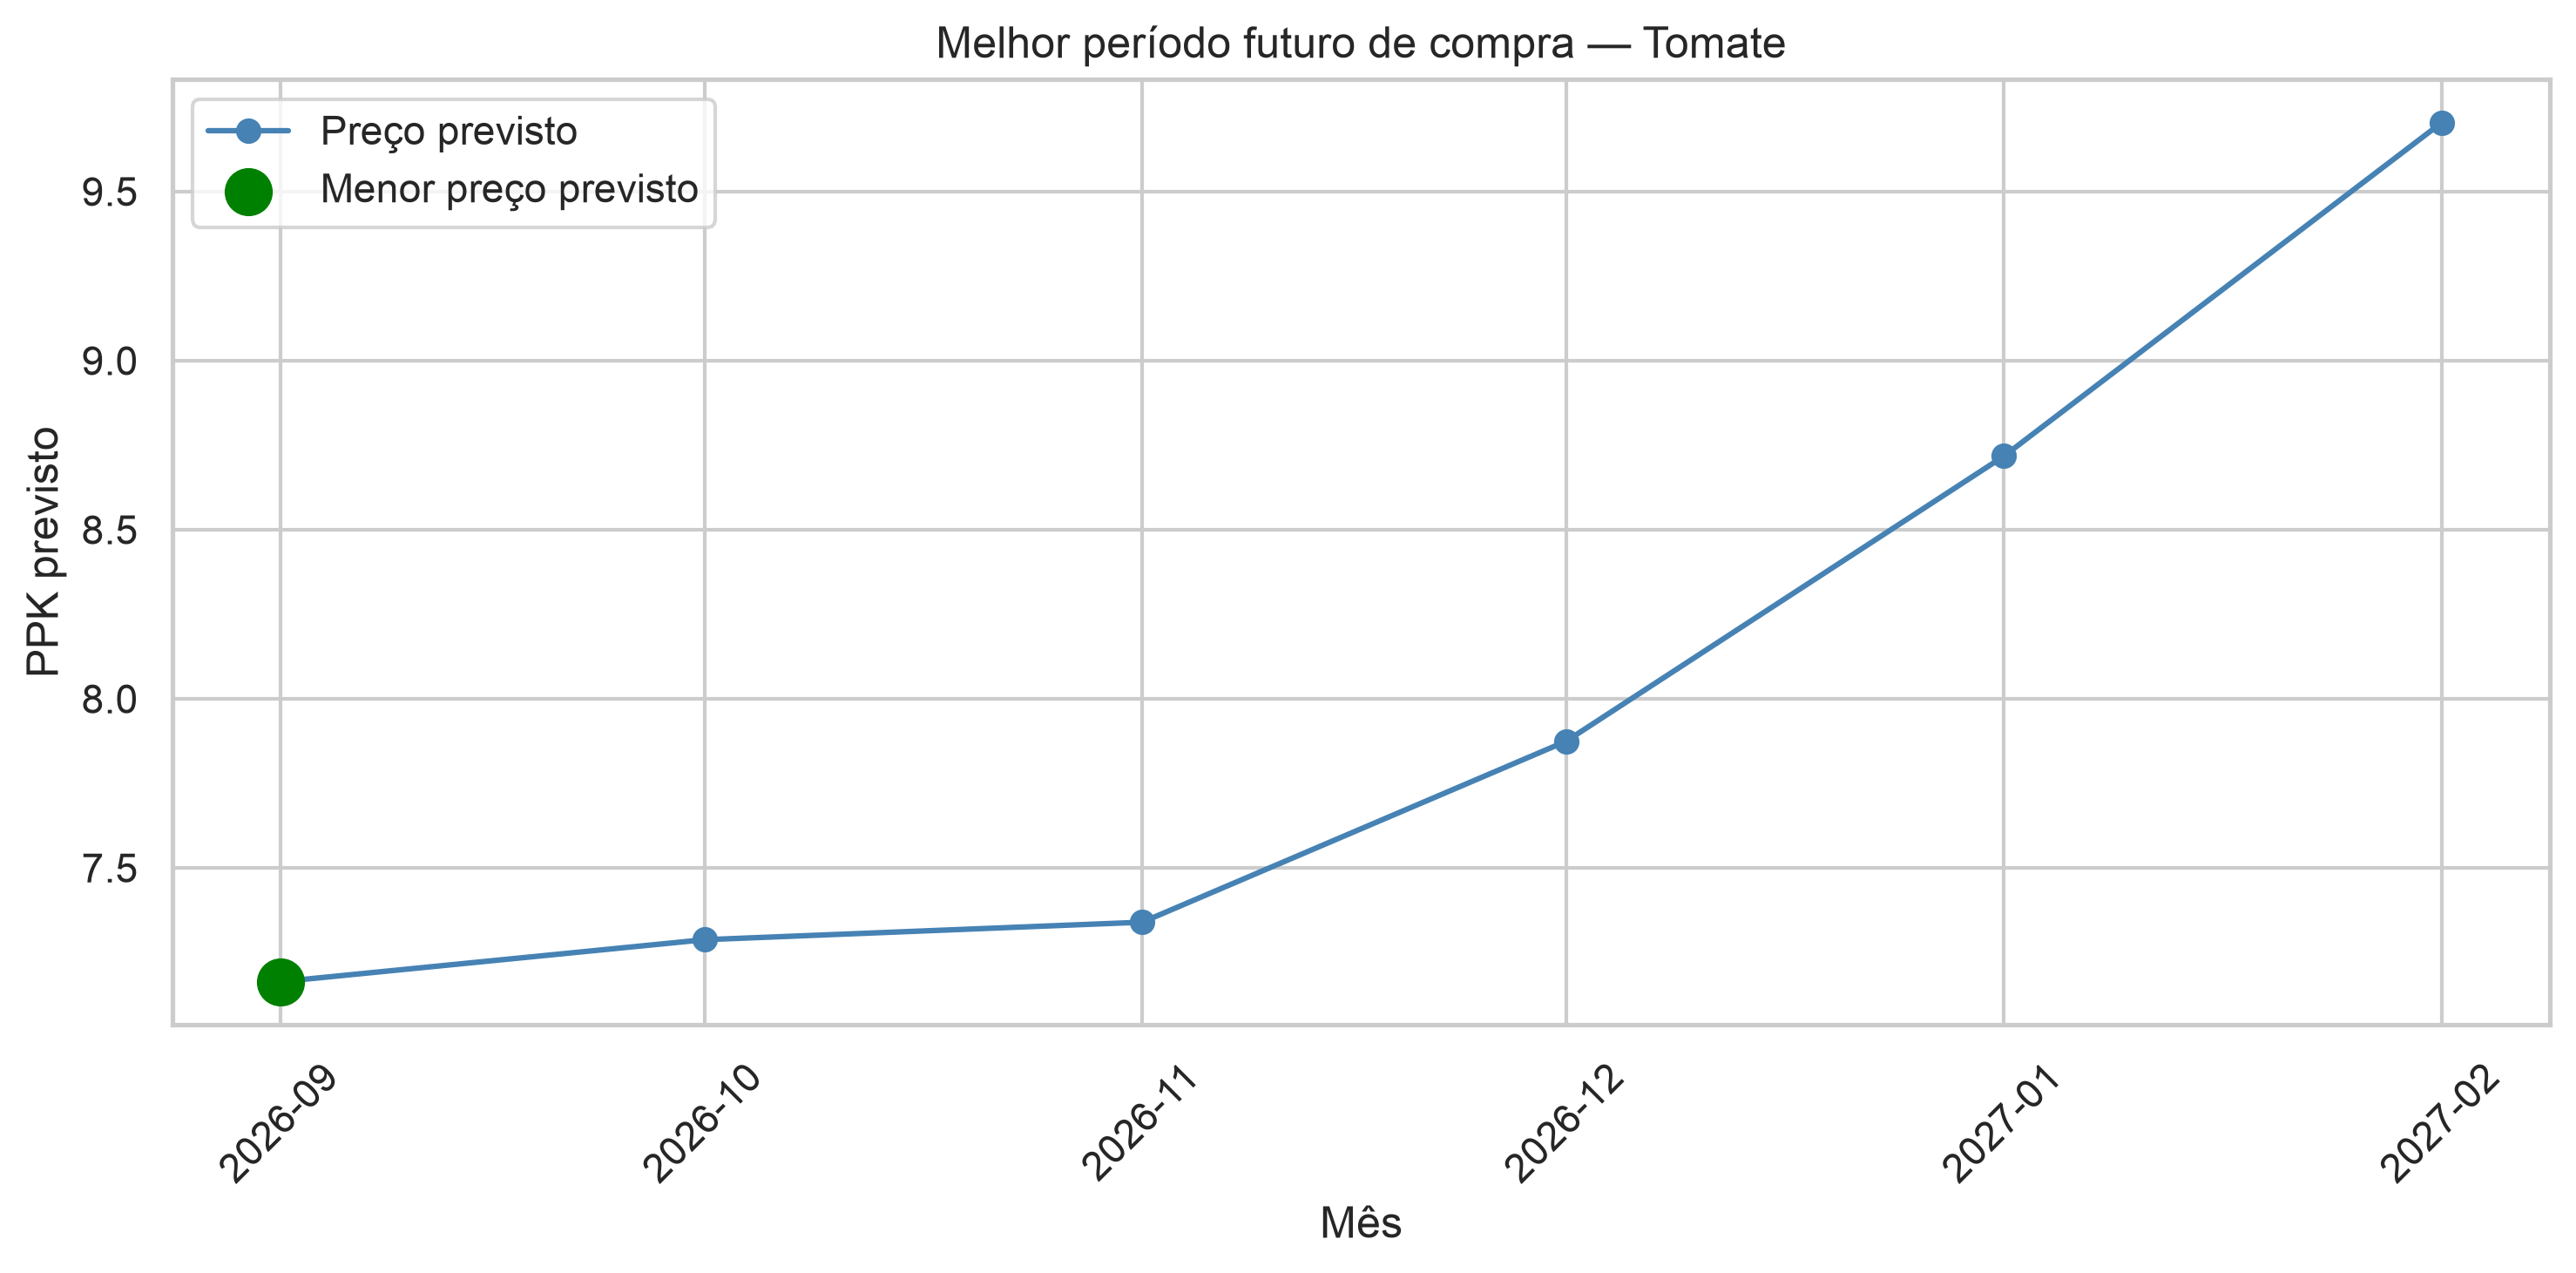 Melhor período futuro de compra — Tomate
Preço previsto
Menor preço previsto
PPK previsto
9.5
9.0
8.5
8.0
7.5
2026-09
2026-10
2026-11
2026-12
2027-01
2027-02
Mês